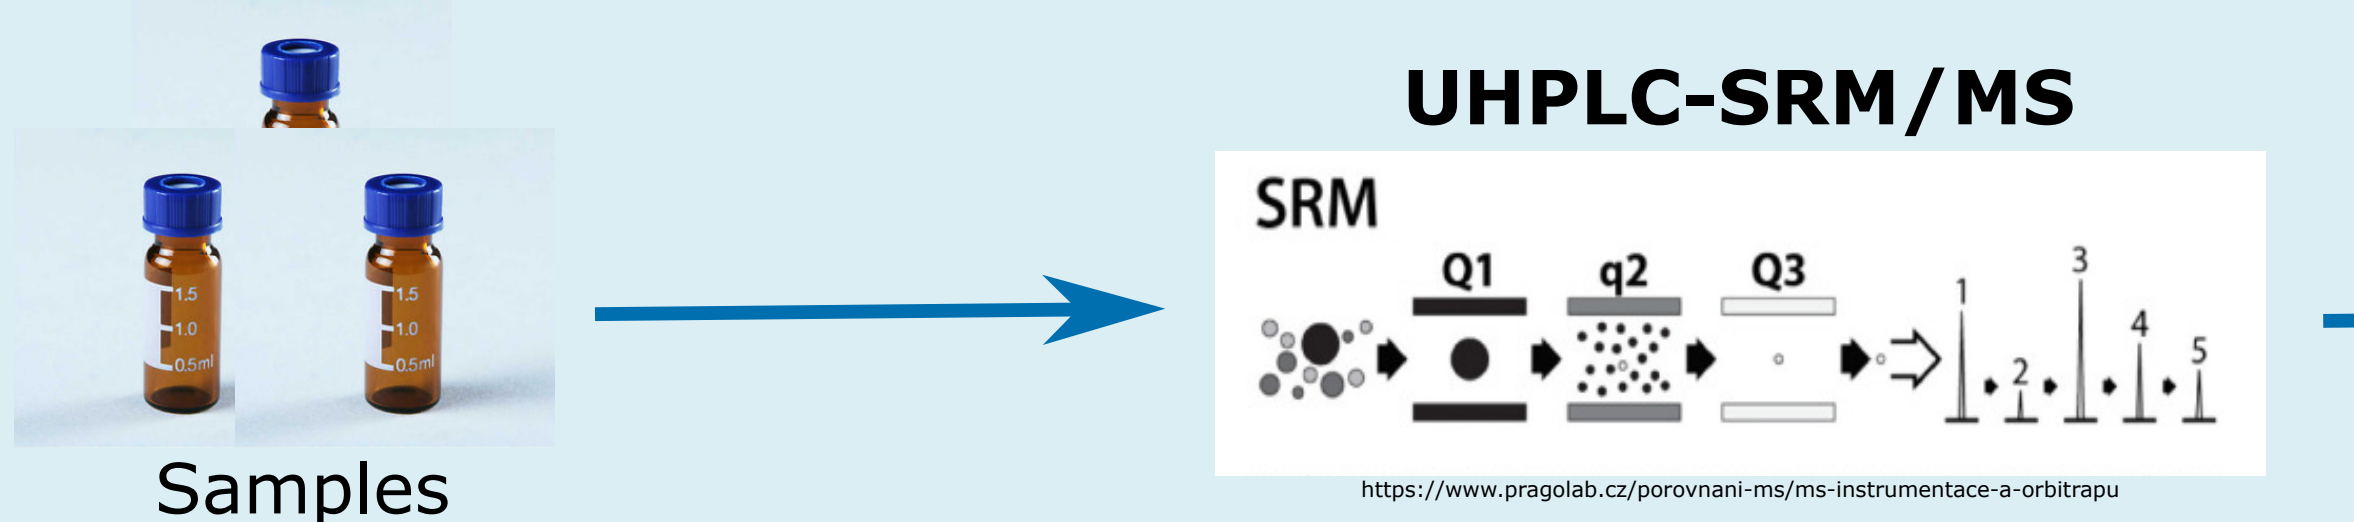 1.5
1.0
0.5ml
1.5
1.0
0.5ml
Samples
UHPLC-SRM/MS
SRM
Q1 q2 Q3
1 2 3 4 5
https://www.pragolab.cz/porovnani-ms/ms-instrumentace-a-orbitrapu